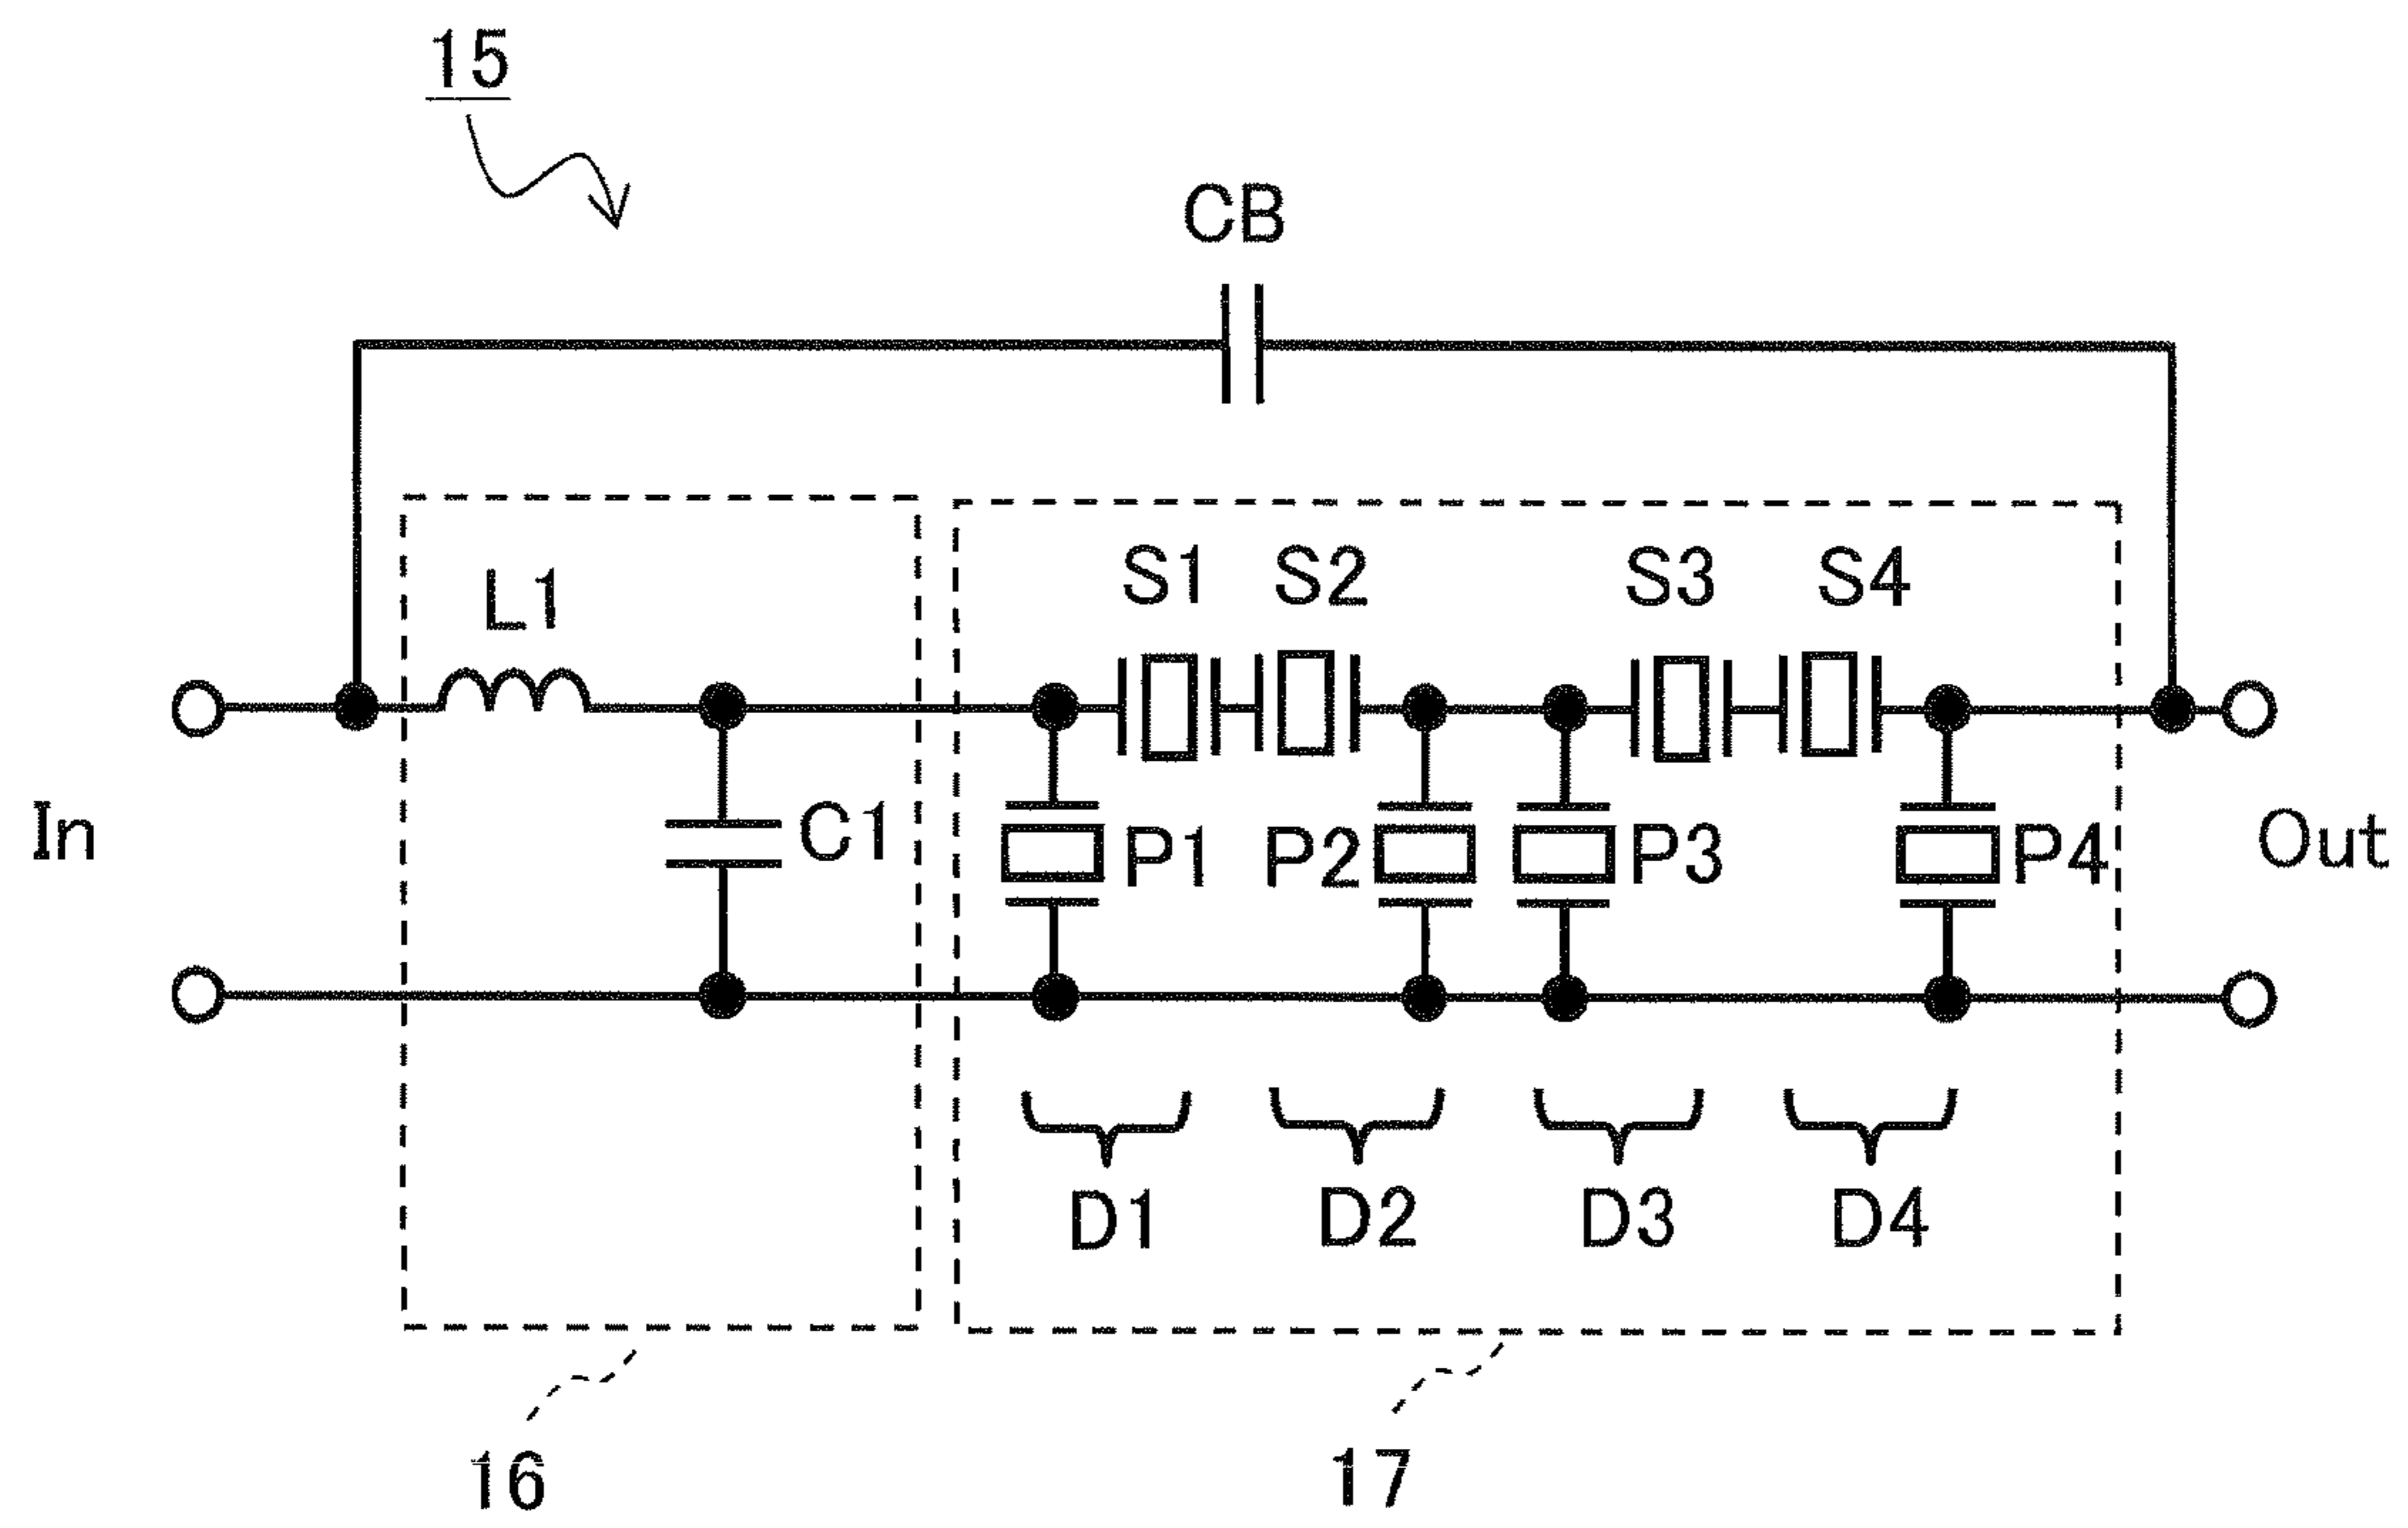 15
CB
L1
S1 S2 S3 S4
In C1 P1 P2 P3 P4 Out
D1 D2 D3 D4
16 17